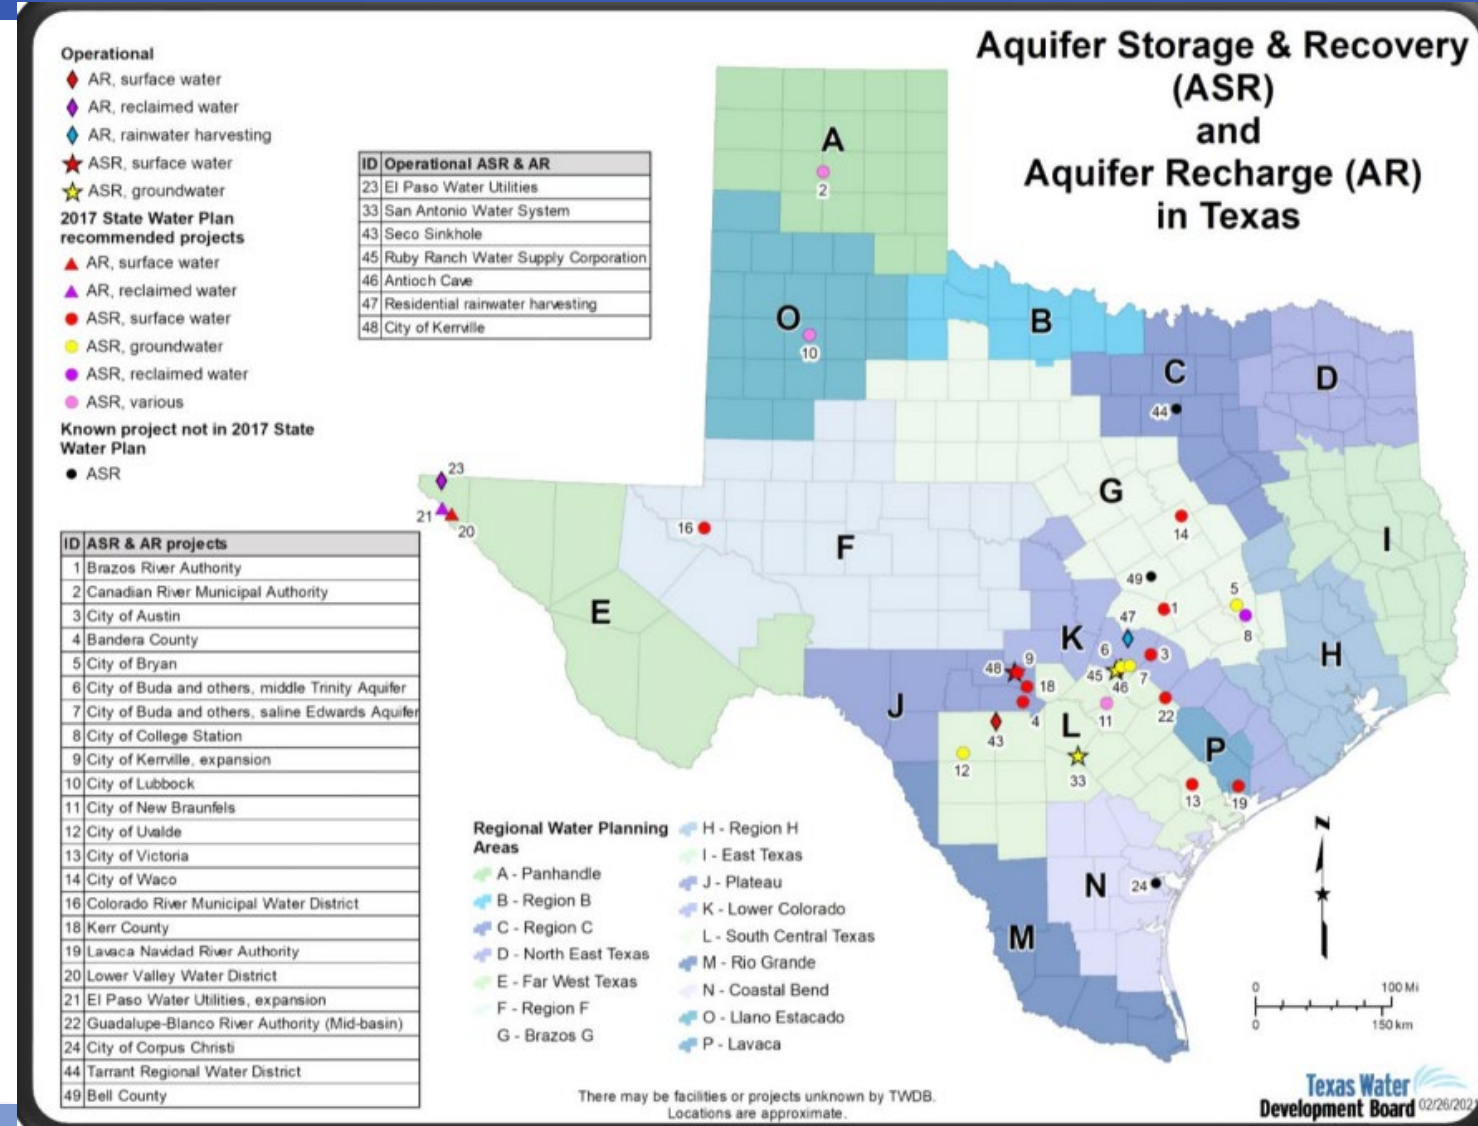 Aquifer Storage & Recovery
(ASR)
and
Aquifer Recharge (AR)
in Texas
Operational
AR, surface water
AR, reclaimed water
AR, rainwater harvesting
ASR, surface water
ASR, groundwater
2017 State Water Plan
recommended projects
AR, surface water
AR, reclaimed water
ASR, surface water
ASR, groundwater
ASR, reclaimed water
ASR, various
Known project not in 2017 State
Water Plan
ASR
ID Operational ASR & AR
23 El Paso Water Utilities
33 San Antonio Water System
43 Seco Sinkhole
45 Ruby Ranch Water Supply Corporation
46 Antioch Cave
47 Residential rainwater harvesting
48 City of Kerrville
ID ASR & AR projects
1 Brazos River Authority
2 Canadian River Municipal Authority
3 City of Austin
4 Bandera County
5 City of Bryan
6 City of Buda and others, middle Trinity Aquifer
7 City of Buda and others, saline Edwards Aquifer
8 City of College Station
9 City of Kerrville, expansion
10 City of Lubbock
11 City of New Braunfels
12 City of Uvalde
13 City of Victoria
14 City of Waco
16 Colorado River Municipal Water District
18 Kerr County
19 Lavaca Navidad River Authority
20 Lower Valley Water District
21 El Paso Water Utilities, expansion
22 Guadalupe-Blanco River Authority (Mid-basin)
24 City of Corpus Christi
44 Tarrant Regional Water District
49 Bell County
A
2
O
10
B
C
44
D
23
21
20
16
F
G
14
I
E
49
1
5
8
47
K
H
6
3
48
9
45
46
7
18
J
4
11
22
L
43
P
12
33
13
19
N
24
M
Regional Water Planning
Areas
A - Panhandle
B - Region B
C - Region C
D - North East Texas
E - Far West Texas
F - Region F
G - Brazos G
H - Region H
I - East Texas
J - Plateau
K - Lower Colorado
L - South Central Texas
M - Rio Grande
N - Coastal Bend
O - Llano Estacado
P - Lavaca
N
0 100 Mi
0 150 km
There may be facilities or projects unknown by TWDB.
Locations are approximate.
Texas Water
Development Board 02/26/2021